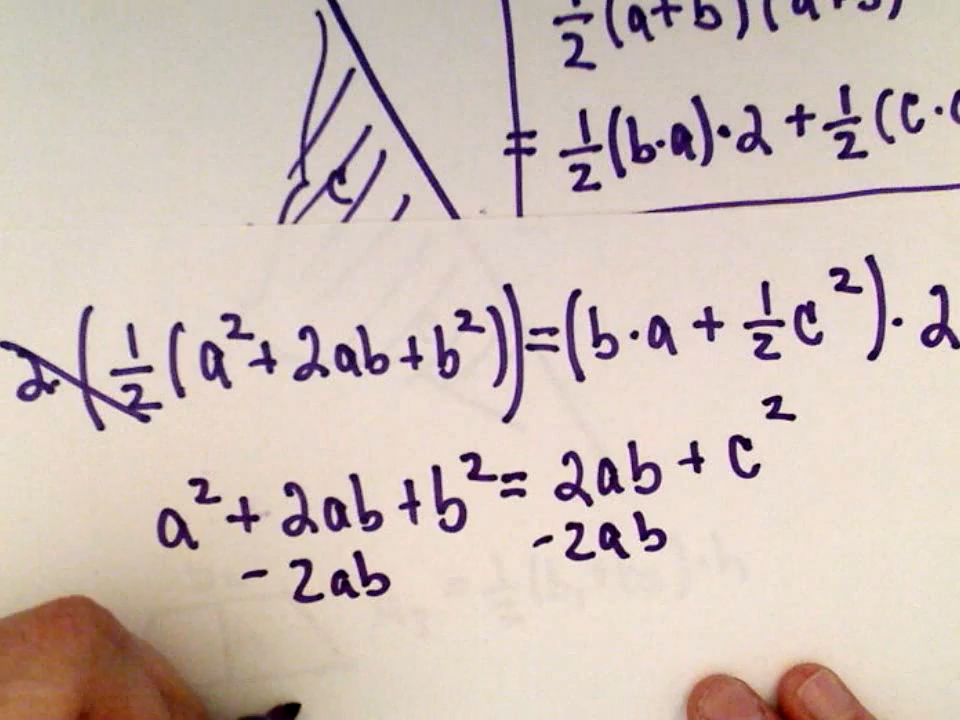 1/2 (a+b)(a+b)
= 1/2 (b·a)·2 + 1/2 (c·c
c
2·(1/2 (a² + 2ab + b²)) = (b·a + 1/2 c²)·2
a² + 2ab + b² = 2ab + c²
- 2ab - 2ab